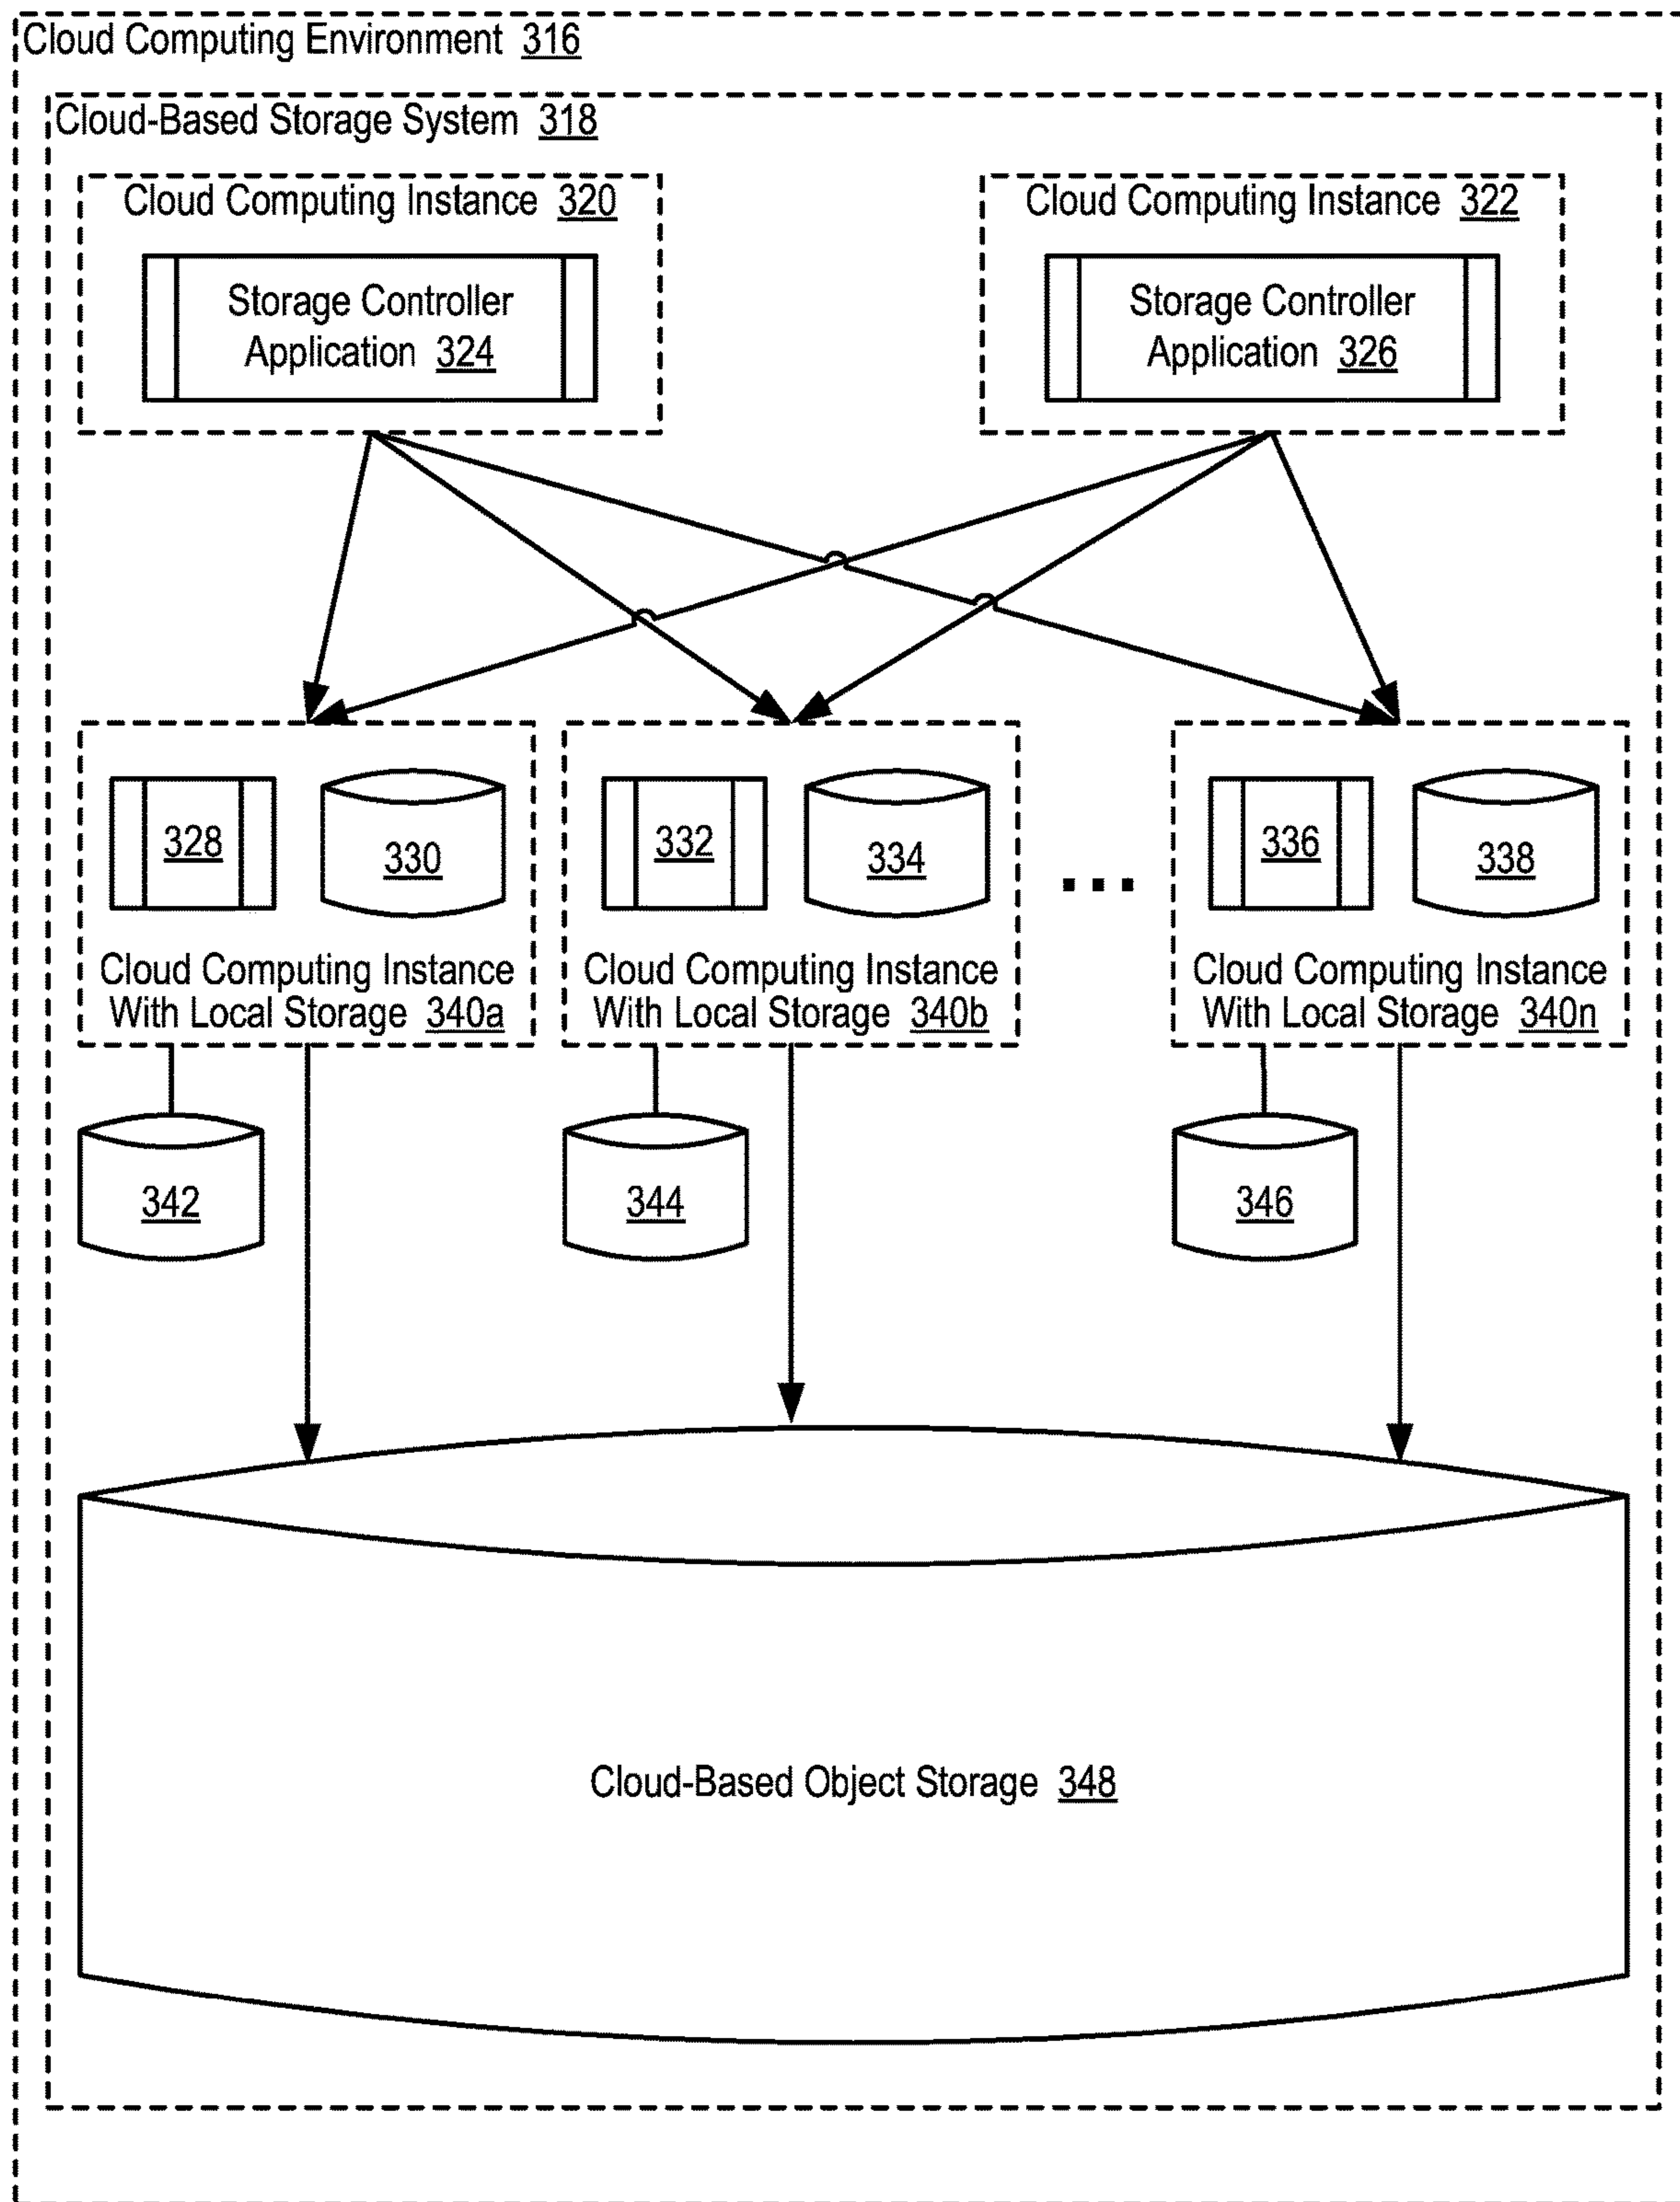 Cloud Computing Environment 316
Cloud-Based Storage System 318
Cloud Computing Instance 320
Storage Controller
Application 324
Cloud Computing Instance 322
Storage Controller
Application 326
328
330
Cloud Computing Instance
With Local Storage 340a
332
334
Cloud Computing Instance
With Local Storage 340b
...
336
338
Cloud Computing Instance
With Local Storage 340n
342
344
346
Cloud-Based Object Storage 348